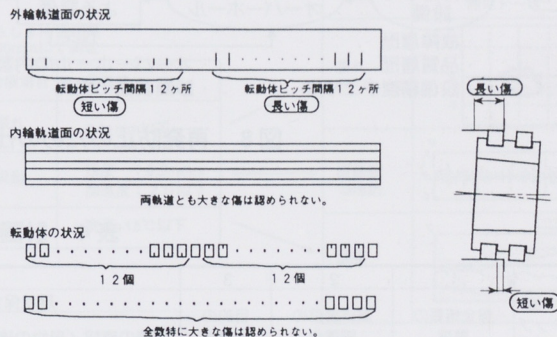 外輪軌道面の状況
転動体ピッチ間隔12ヶ所
転動体ピッチ間隔12ヶ所
短い傷
長い傷
内輪軌道面の状況
両軌道とも大きな傷は認められない。
転動体の状況
12個
12個
全数特に大きな傷は認められない。
長い傷
短い傷